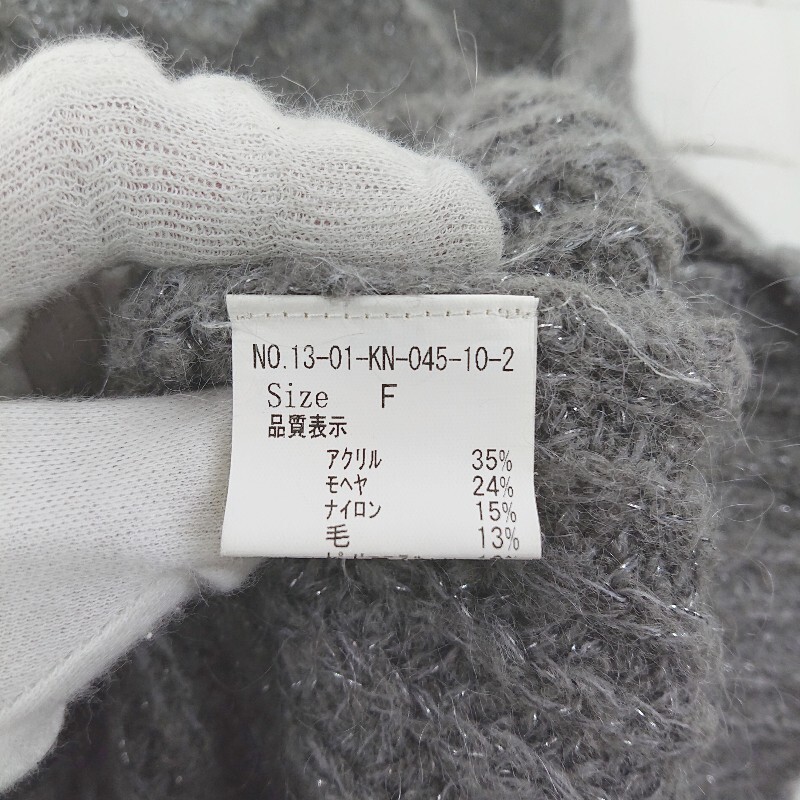 NO.13-01-KN-045-10-2
Size F
品質表示
アクリル 35%
モヘヤ 24%
ナイロン 15%
毛 13%